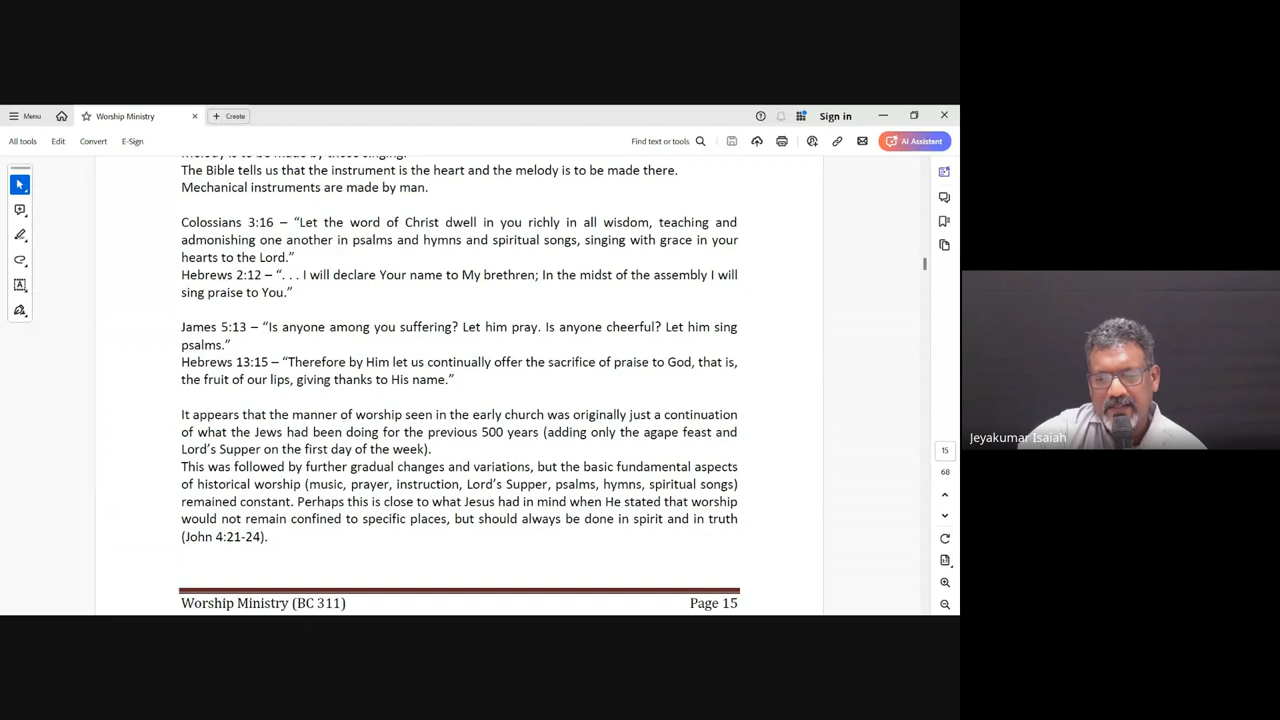 Menu
Worship Ministry
Create
Sign in
All tools
Edit
Convert
E-Sign
Find text or tools
AI Assistant
Melody is to be made by those singing.
The Bible tells us that the instrument is the heart and the melody is to be made there.
Mechanical instruments are made by man.
Colossians 3:16 – “Let the word of Christ dwell in you richly in all wisdom, teaching and
admonishing one another in psalms and hymns and spiritual songs, singing with grace in your
hearts to the Lord.”
Hebrews 2:12 – “. . . I will declare Your name to My brethren; In the midst of the assembly I will
sing praise to You.”
James 5:13 – “Is anyone among you suffering? Let him pray. Is anyone cheerful? Let him sing
psalms.”
Hebrews 13:15 – “Therefore by Him let us continually offer the sacrifice of praise to God, that is,
the fruit of our lips, giving thanks to His name.”
It appears that the manner of worship seen in the early church was originally just a continuation
of what the Jews had been doing for the previous 500 years (adding only the agape feast and
Lord’s Supper on the first day of the week).
This was followed by further gradual changes and variations, but the basic fundamental aspects
of historical worship (music, prayer, instruction, Lord’s Supper, psalms, hymns, spiritual songs)
remained constant. Perhaps this is close to what Jesus had in mind when He stated that worship
would not remain confined to specific places, but should always be done in spirit and in truth
(John 4:21-24).
Worship Ministry (BC 311)
Page 15
15
68
Jeyakumar Isaiah